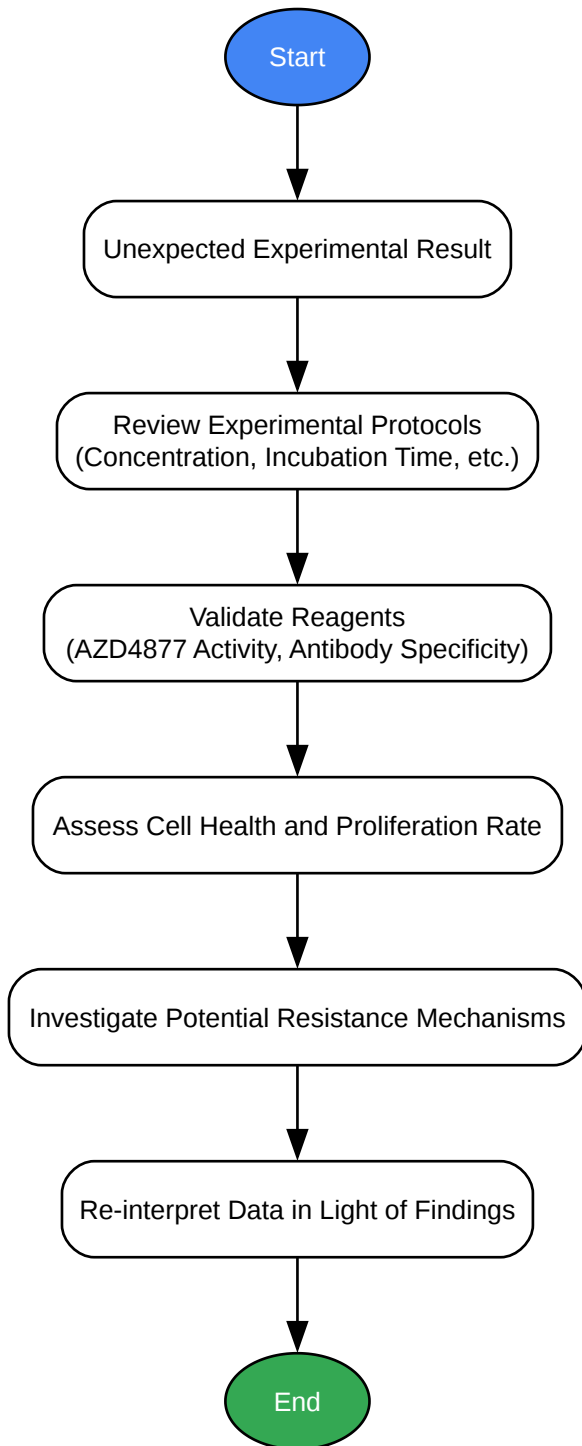 Start
Unexpected Experimental Result
Review Experimental Protocols
(Concentration, Incubation Time, etc.)
Validate Reagents
(AZD4877 Activity, Antibody Specificity)
Assess Cell Health and Proliferation Rate
Investigate Potential Resistance Mechanisms
Re-interpret Data in Light of Findings
End